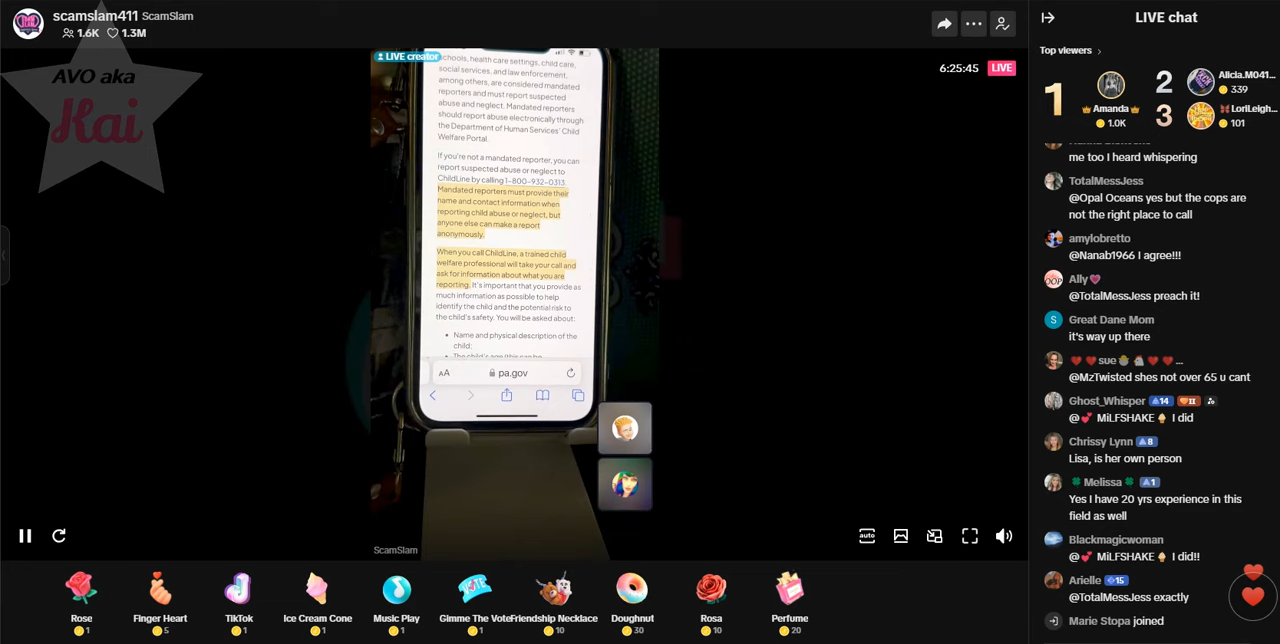 scamslam411 ScamSlam
1.6K 1.3M
AVO aka
Kai
LIVE creator
6:25:45 LIVE
schools, health care settings, child care,
social services, and law enforcement,
among others, are considered mandated
reporters and must report suspected
abuse and neglect. Mandated reporters
should report abuse electronically through
the Department of Human Services' Child
Welfare Portal.
If you're not a mandated reporter, you can
report suspected abuse or neglect to
ChildLine by calling 1-800-932-0313.
Mandated reporters must provide their
name and contact information when
reporting child abuse or neglect, but
anyone else can make a report
anonymously.
When you call ChildLine, a trained child
welfare professional will take your call and
ask for information about what you are
reporting. It's important that you provide as
much information as possible to help
identify the child and the potential risk to
the child's safety. You will be asked about:
• Name and physical description of the
child;
• The child's age (this can be
AA pa.gov
ScamSlam
auto
Rose
1
Finger Heart
5
TikTok
1
Ice Cream Cone
1
Music Play
1
Gimme The Vote
1
Friendship Necklace
10
Doughnut
30
Rosa
10
Perfume
20
LIVE chat
Top viewers
1
Amanda
1.0K
2
Alicia.M041...
339
3
LoriLeigh...
101
me too I heard whispering
TotalMessJess
@Opal Oceans yes but the cops are
not the right place to call
amylobretto
@Nanab1966 I agree!!!
OOP
Ally
@TotalMessJess preach it!
S
Great Dane Mom
it's way up there
sue ...
@MzTwisted shes not over 65 u cant
Ghost_Whisper 14 II
@💕 MiLFSHAKE I did
Chrissy Lynn 8
Lisa, is her own person
Melissa 1
Yes I have 20 yrs experience in this
field as well
Blackmagicwoman
@💕 MiLFSHAKE I did!!
Arielle 15
@TotalMessJess exactly
Marie Stopa joined